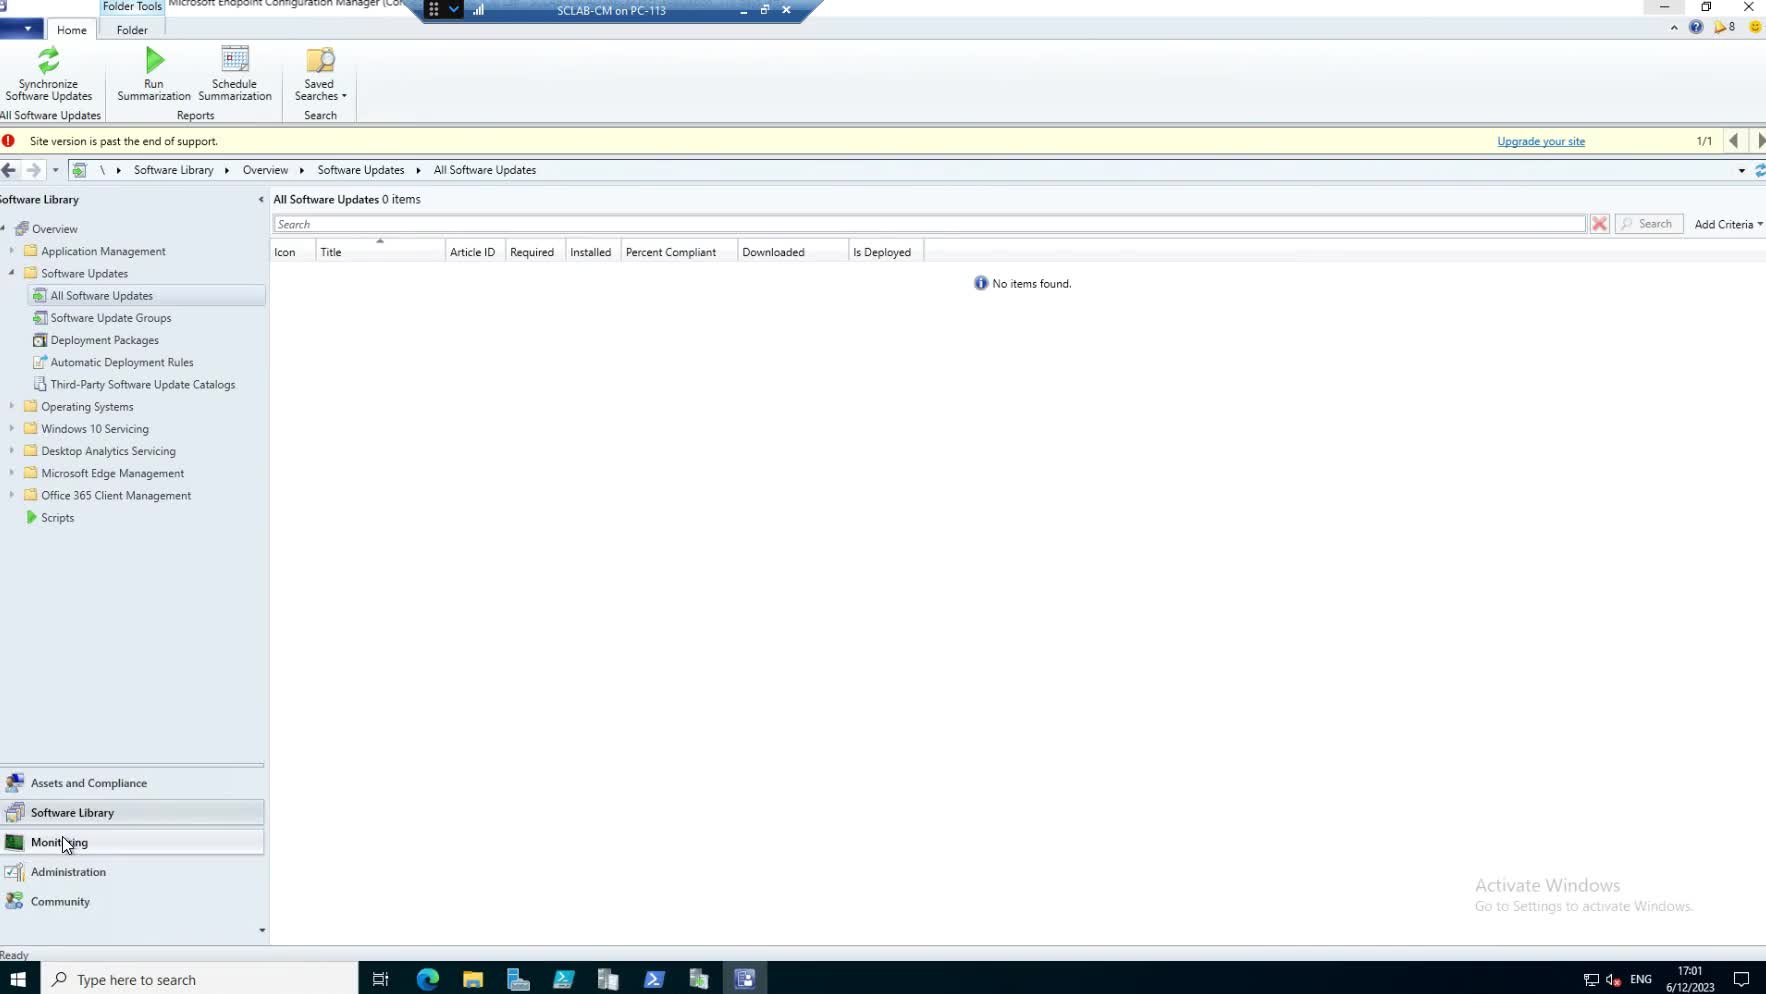 Folder Tools
Microsoft Endpoint Configuration Manager (Cor
SCLAB-CM on PC-113
Home
Folder
8
Synchronize
Software Updates
Run
Summarization
Schedule
Summarization
Saved
Searches
All Software Updates
Reports
Search
Site version is past the end of support.
Upgrade your site
1/1
\ Software Library Overview Software Updates All Software Updates
Software Library
All Software Updates 0 items
Search
Search
Add Criteria
Icon Title Article ID Required Installed Percent Compliant Downloaded Is Deployed
No items found.
Overview
Application Management
Software Updates
All Software Updates
Software Update Groups
Deployment Packages
Automatic Deployment Rules
Third-Party Software Update Catalogs
Operating Systems
Windows 10 Servicing
Desktop Analytics Servicing
Microsoft Edge Management
Office 365 Client Management
Scripts
Assets and Compliance
Software Library
Monitoring
Administration
Community
Activate Windows
Go to Settings to activate Windows.
Ready
Type here to search
ENG
17:01
6/12/2023